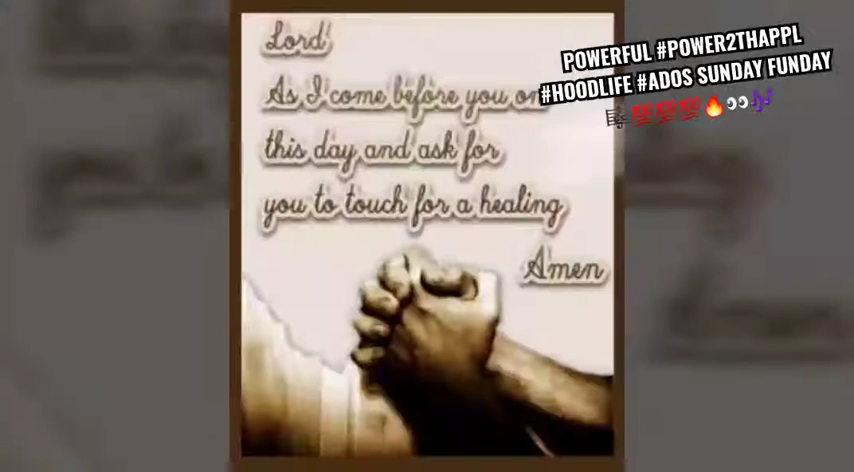 Lord
As I come before you on
this day and ask for
you to touch for a healing
Amen
POWERFUL #POWER2THAPPL
#HOODLIFE #ADOS SUNDAY FUNDAY
🎼💯💯💯🔥👀🎶